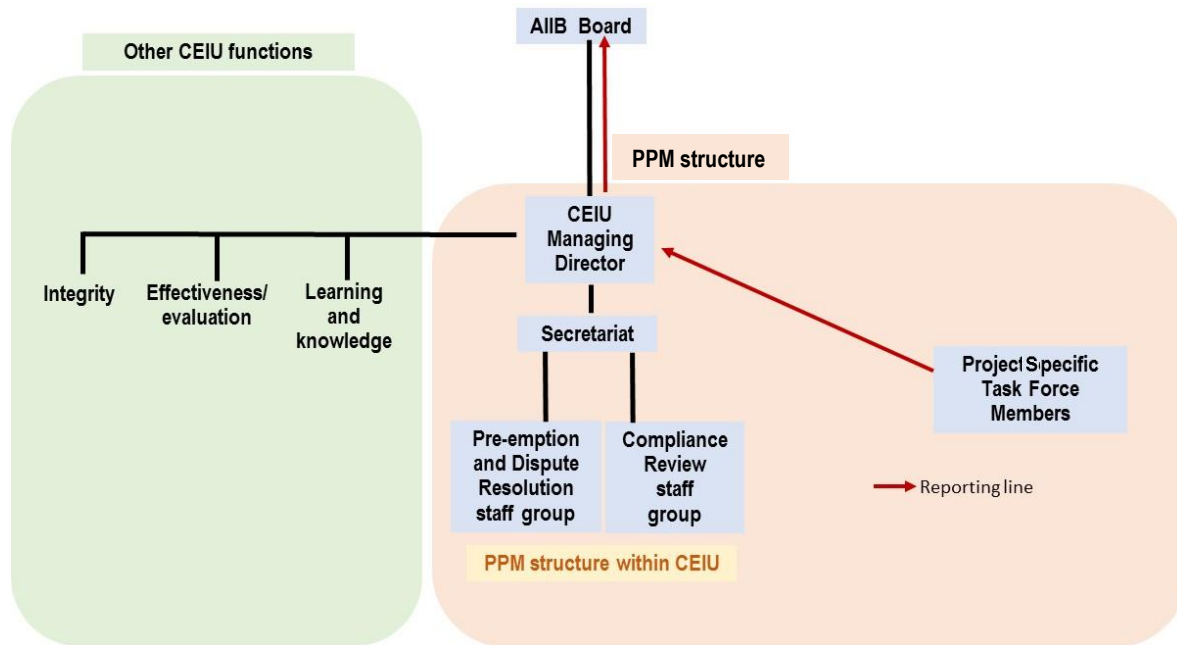 AIIB Board
Other CEIU functions
PPM structure
CEIU
Managing
Director
Integrity
Effectiveness/
evaluation
Learning
and
knowledge
Secretariat
Project Specific
Task Force
Members
Pre-emption
and Dispute
Resolution
staff group
Compliance
Review
staff
group
Reporting line
PPM structure within CEIU